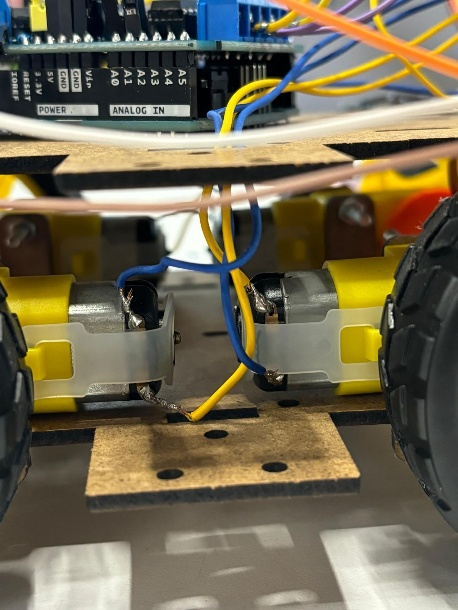 IOREF
RESET
3.3V
5V
GND
GND
Vin
A0
A1
A2
A3
A4
A5
POWER
ANALOG IN